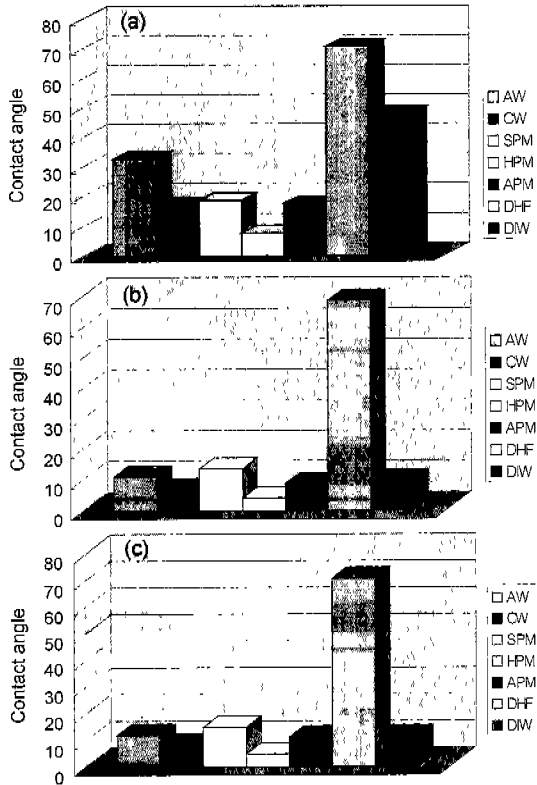 (a)
Contact angle
80
70
60
50
40
30
20
10
0
AW
CW
SPM
HPM
APM
DHF
DIW
(b)
Contact angle
70
60
50
40
30
20
10
0
AW
CW
SPM
HPM
APM
DHF
DIW
(c)
Contact angle
80
70
60
50
40
30
20
10
0
AW
CW
SPM
HPM
APM
DHF
DIW